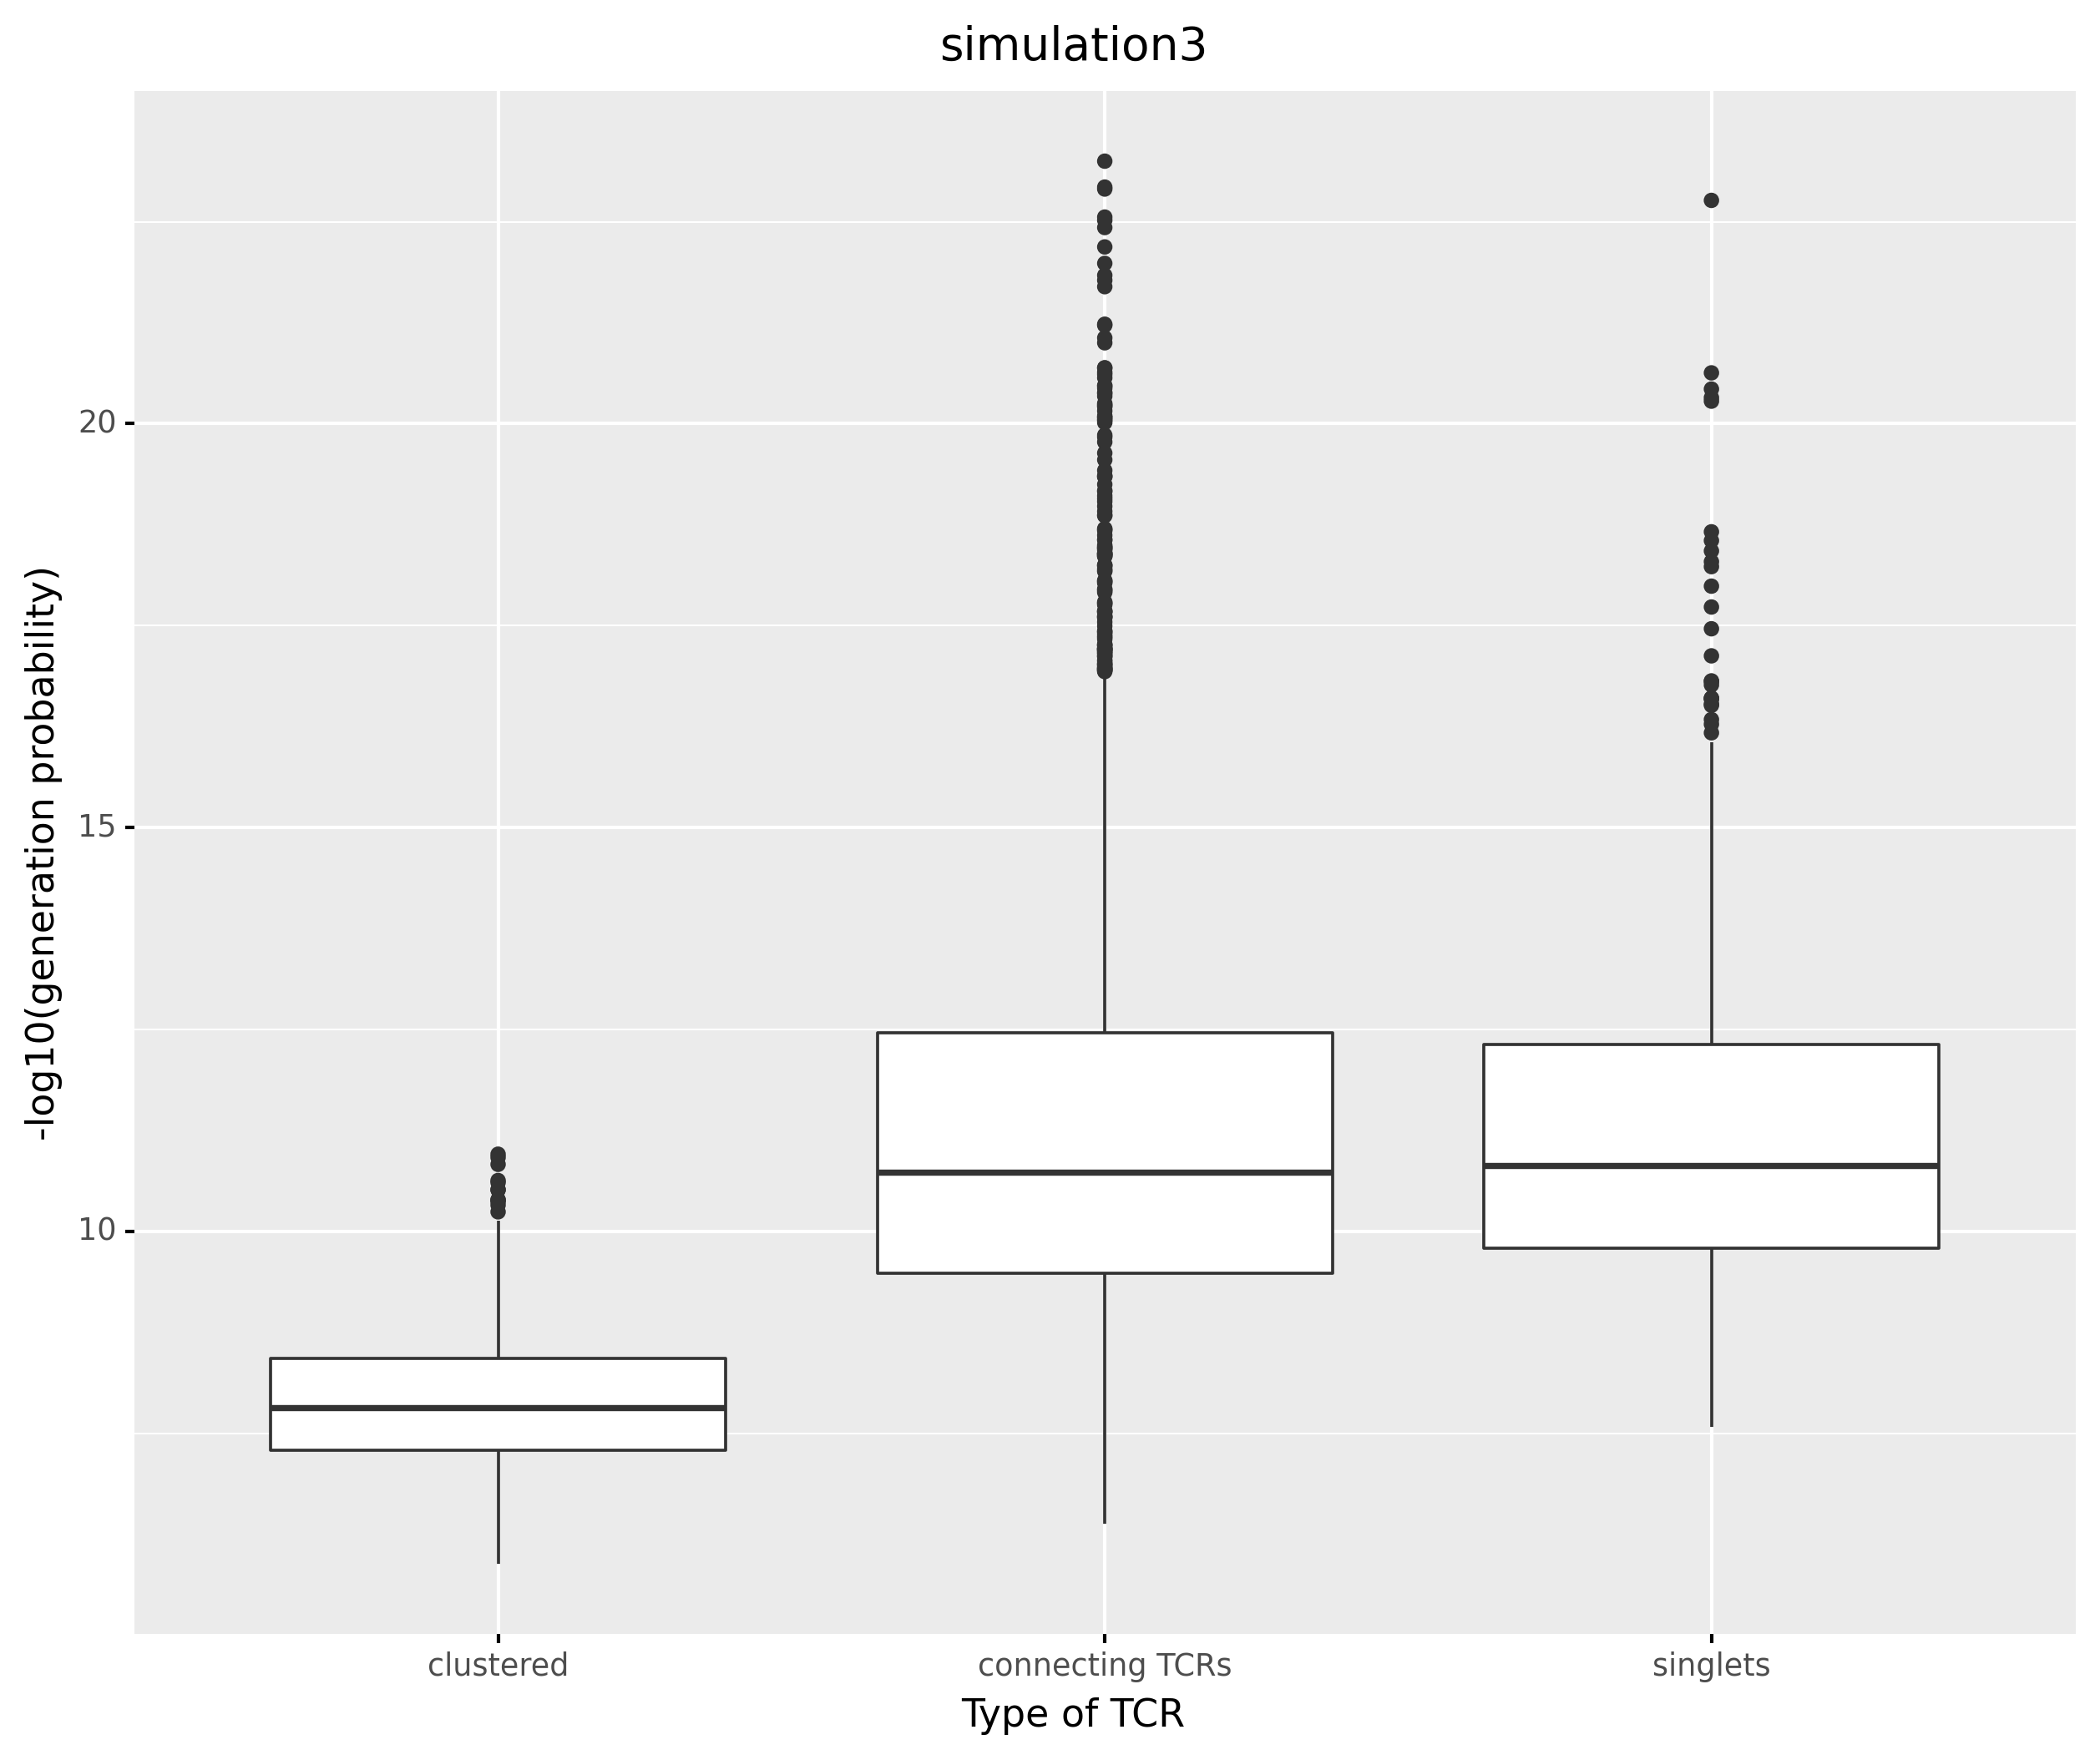 simulation3
-log10(generation probability)
20
15
10
clustered
connecting TCRs
singlets
Type of TCR